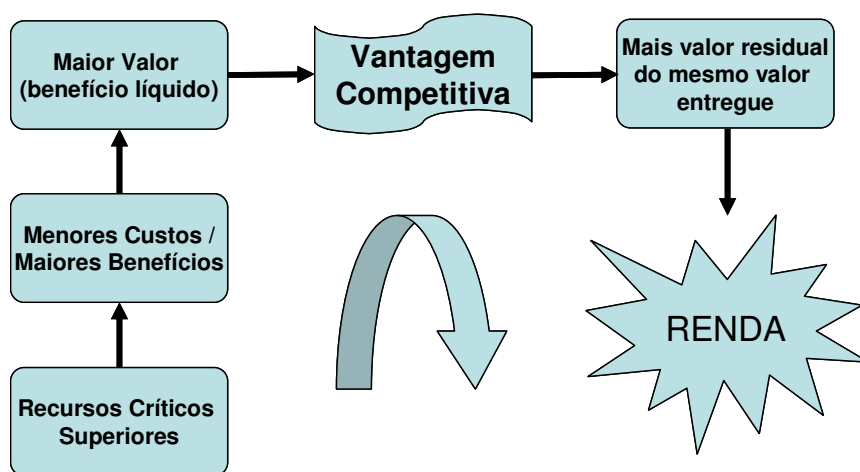 Maior Valor
(benefício líquido)
Vantagem
Competitiva
Mais valor residual
do mesmo valor
entregue
Menores Custos /
Maiores Benefícios
RENDA
Recursos Críticos
Superiores